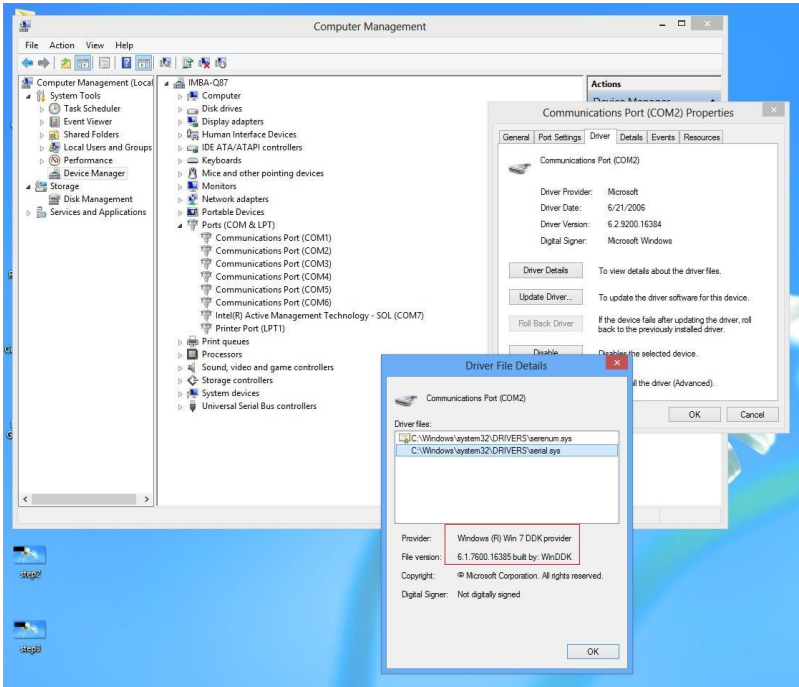 Computer Management
File Action View Help
Computer Management (Local
System Tools
Task Scheduler
Event Viewer
Shared Folders
Local Users and Groups
Performance
Device Manager
Storage
Disk Management
Services and Applications
IMBA-Q87
Computer
Disk drives
Display adapters
Human Interface Devices
IDE ATA/ATAPI controllers
Keyboards
Mice and other pointing devices
Monitors
Network adapters
Portable Devices
Ports (COM & LPT)
Communications Port (COM1)
Communications Port (COM2)
Communications Port (COM3)
Communications Port (COM4)
Communications Port (COM5)
Communications Port (COM6)
Intel(R) Active Management Technology - SOL (COM7)
Printer Port (LPT1)
Print queues
Processors
Sound, video and game controllers
Storage controllers
System devices
Universal Serial Bus controllers
Actions
Device Manager
Communications Port (COM2) Properties
General Port Settings Driver Details Events Resources
Communications Port (COM2)
Driver Provider: Microsoft
Driver Date: 6/21/2006
Driver Version: 6.2.9200.16384
Digital Signer: Microsoft Windows
Driver Details To view details about the driver files.
Update Driver... To update the driver software for this device.
Roll Back Driver If the device fails after updating the driver, roll
back to the previously installed driver.
Disable Disables the selected device.
all the driver (Advanced).
OK Cancel
Driver File Details
Communications Port (COM2)
Driver files:
C:\Windows\system32\DRIVERS\serenum.sys
C:\Windows\system32\DRIVERS\serial.sys
Provider: Windows (R) Win 7 DDK provider
File version: 6.1.7600.16385 built by: WinDDK
Copyright: © Microsoft Corporation. All rights reserved.
Digital Signer: Not digitally signed
OK
step2
step3